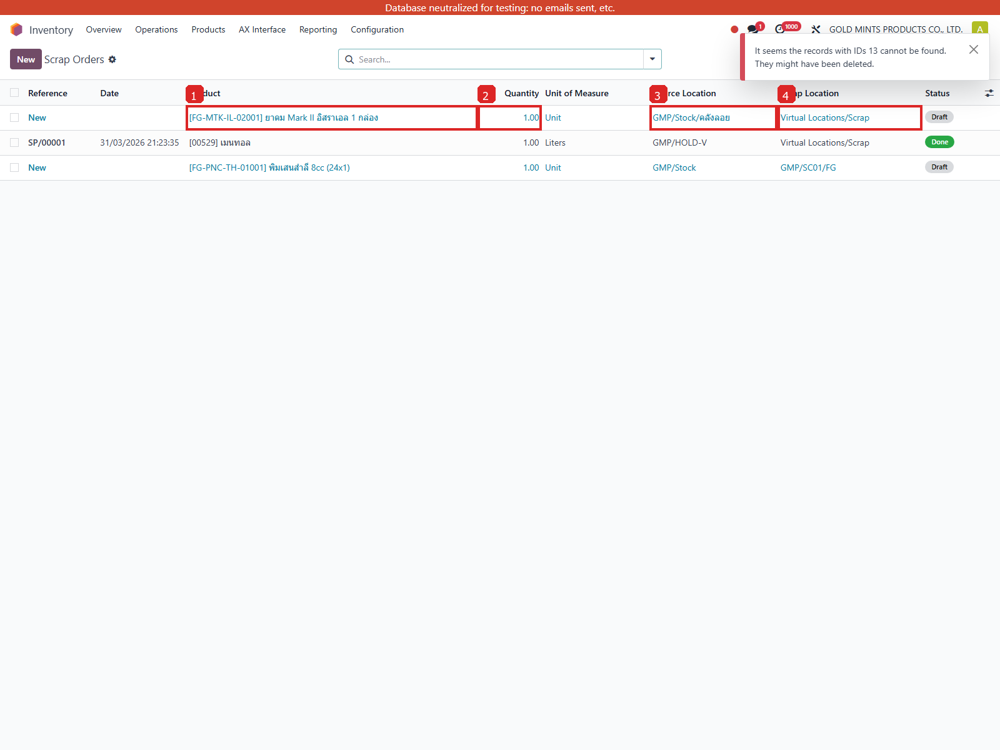 Database neutralized for testing: no emails sent, etc.
Inventory Overview Operations Products AX Interface Reporting Configuration 1 1000 GOLD MINTS PRODUCTS CO., LTD. A
New Scrap Orders Search...
It seems the records with IDs 13 cannot be found.
They might have been deleted.
Reference Date 1 duct 2 Quantity Unit of Measure 3 rce Location 4 p Location Status
New [FG-MTK-IL-02001] ยาดม Mark II อิสราเอล 1 กล่อง 1.00 Unit GMP/Stock/คลังลอย Virtual Locations/Scrap Draft
SP/00001 31/03/2026 21:23:35 [00529] เมนทอล 1.00 Liters GMP/HOLD-V Virtual Locations/Scrap Done
New [FG-PNC-TH-01001] พิมเสนสำลี 8cc (24x1) 1.00 Unit GMP/Stock GMP/SC01/FG Draft